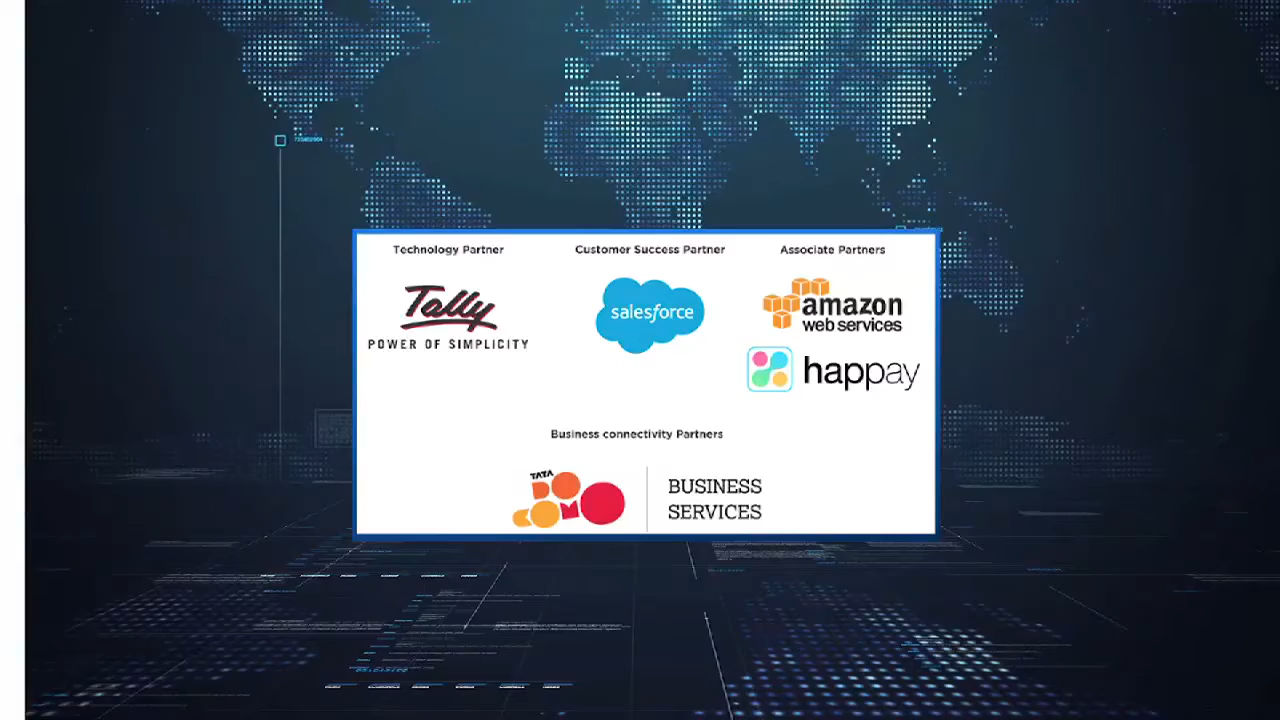 Technology Partner
Customer Success Partner
Associate Partners
Tally
POWER OF SIMPLICITY
salesforce
amazon
web services
happay
Business connectivity Partners
TATA
DOCOMO
BUSINESS
SERVICES